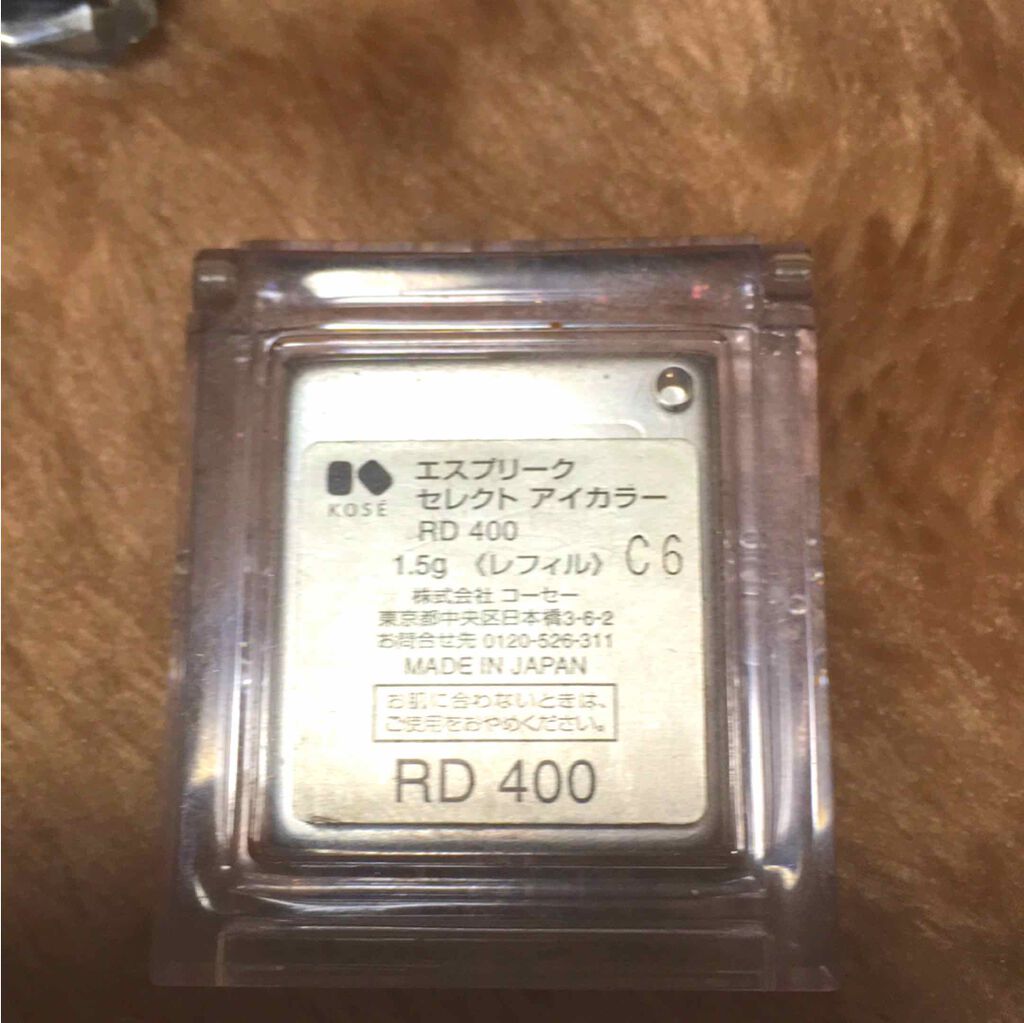 KOSÉ
エスプリーク
セレクト アイカラー
RD 400
1.5g 《レフィル》 C6
株式会社 コーセー
東京都中央区日本橋3-6-2
お問合せ先 0120-526-311
MADE IN JAPAN
お肌に合わないときは、
ご使用をおやめください。
RD 400